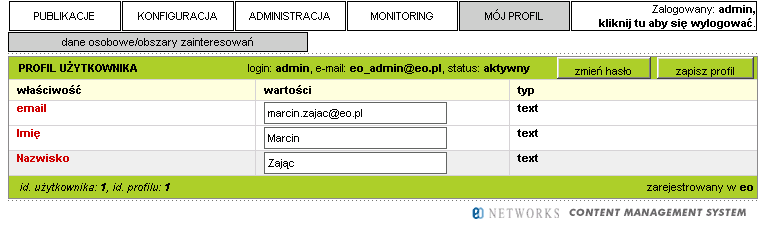 PUBLIKACJE KONFIGURACJA ADMINISTRACJA MONITORING MÓJ PROFIL Zalogowany: admin,
kliknij tu aby się wylogować.
dane osobowe/obszary zainteresowań
PROFIL UŻYTKOWNIKA login: admin, e-mail: eo_admin@eo.pl, status: aktywny zmień hasło zapisz profil
właściwość wartości typ
email marcin.zajac@eo.pl text
Imię Marcin text
Nazwisko Zając text
id. użytkownika: 1, id. profilu: 1 zarejestrowany w eo
eo NETWORKS CONTENT MANAGEMENT SYSTEM